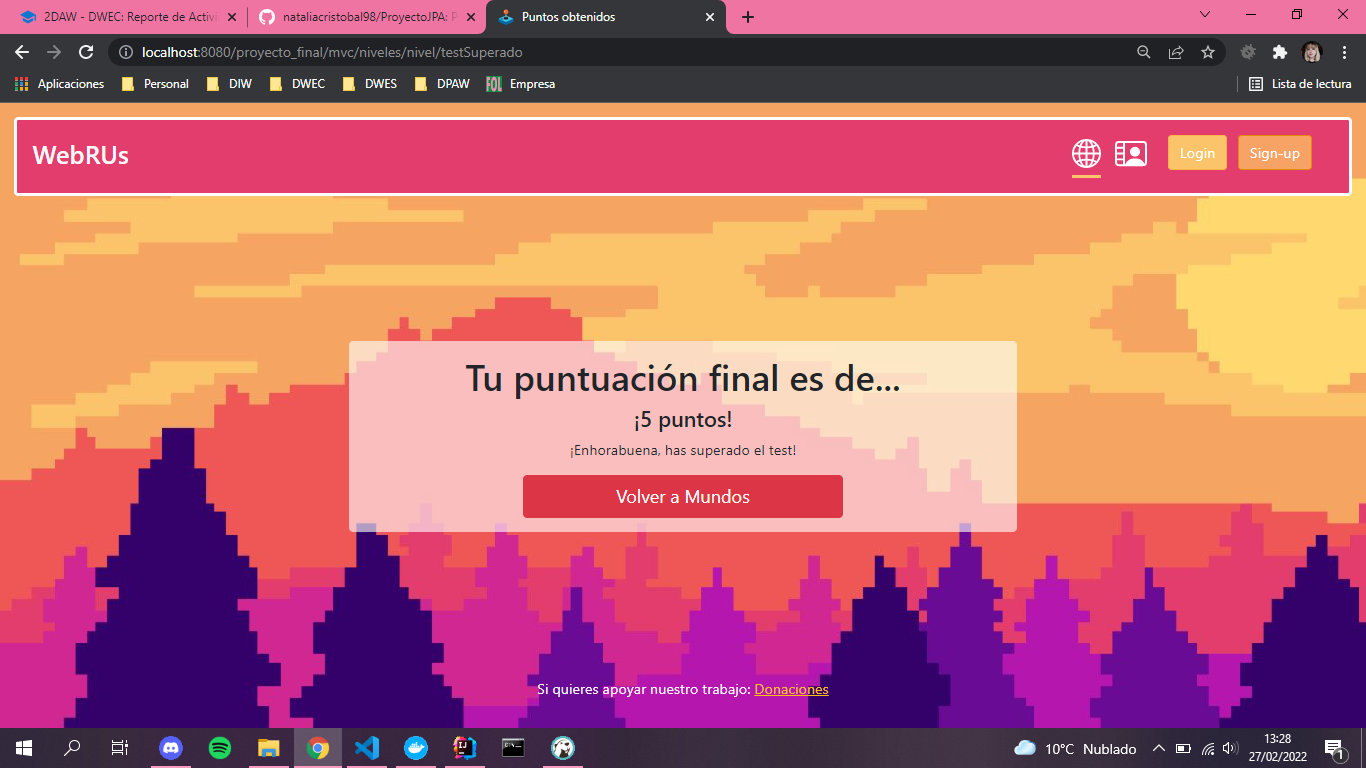 2DAW - DWEC: Reporte de Activi
nataliacristobal98/ProyectoJPA: P
Puntos obtenidos
localhost:8080/proyecto_final/mvc/niveles/nivel/testSuperado
Aplicaciones
Personal
DIW
DWEC
DWES
DPAW
FOL
Empresa
Lista de lectura
WebRUs
Login
Sign-up
Tu puntuación final es de...
¡5 puntos!
¡Enhorabuena, has superado el test!
Volver a Mundos
Si quieres apoyar nuestro trabajo: Donaciones
10°C Nublado
13:28
27/02/2022
1